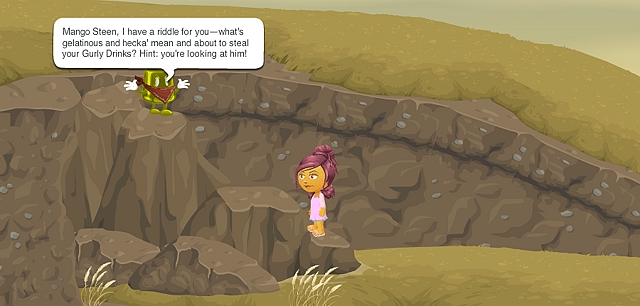 Mango Steen, I have a riddle for you—what's
gelatinous and hecka' mean and about to steal
your Gurly Drinks? Hint: you're looking at him!